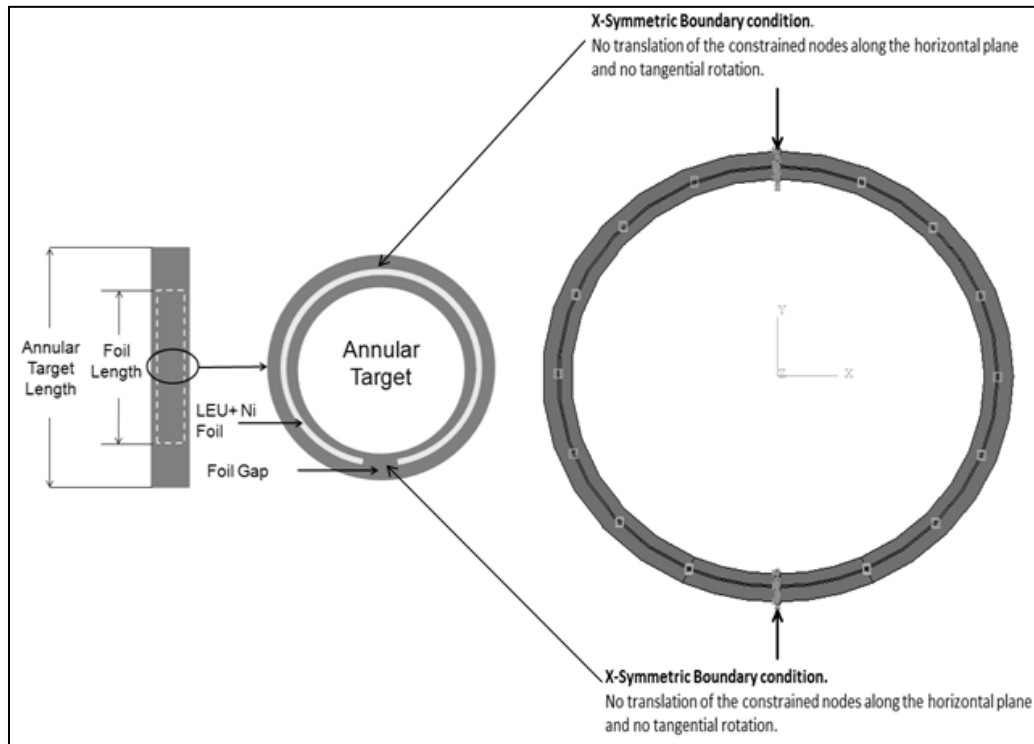 X-Symmetric Boundary condition.
No translation of the constrained nodes along the horizontal plane
and no tangential rotation.
Annular
Target
Length
Foil
Length
LEU+ Ni
Foil
Foil Gap
Annular
Target
Y
Z
X
X-Symmetric Boundary condition.
No translation of the constrained nodes along the horizontal plane
and no tangential rotation.